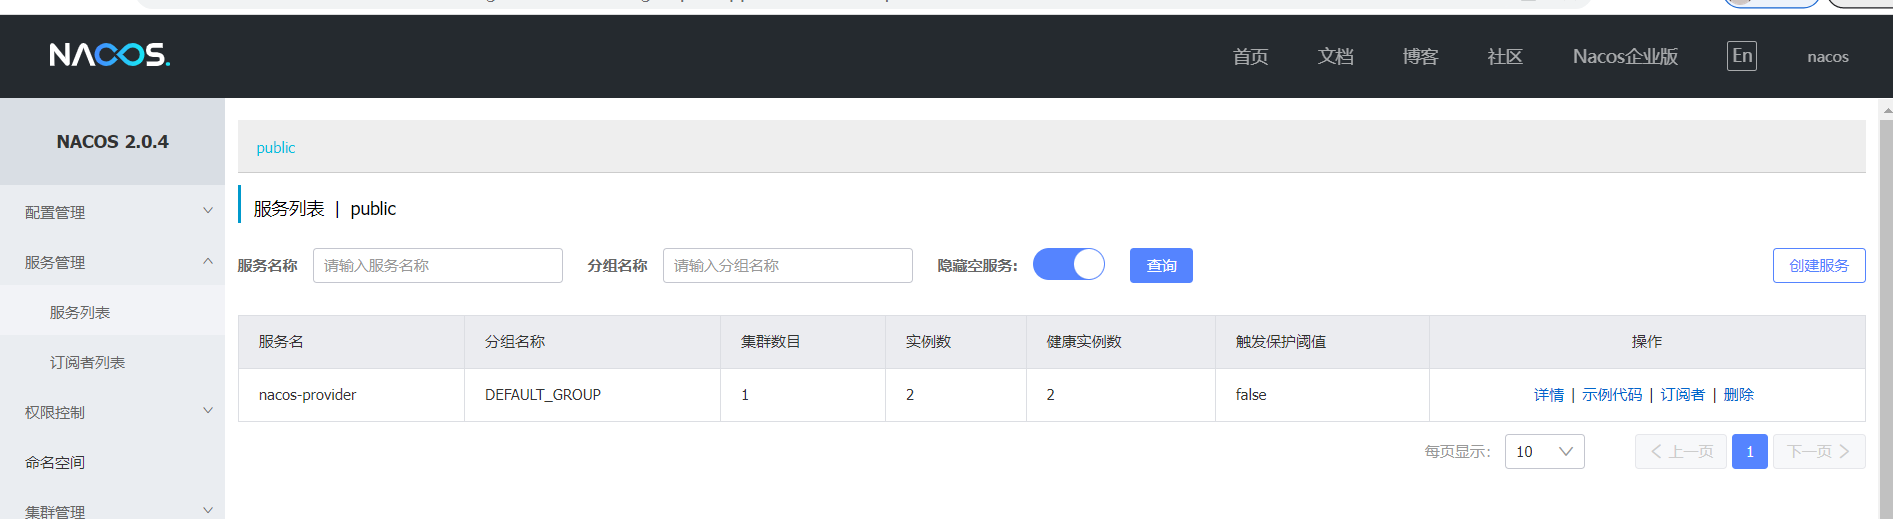 NACOS.
首页 文档 博客 社区 Nacos企业版 En nacos
NACOS 2.0.4
配置管理
服务管理
服务列表
订阅者列表
权限控制
命名空间
集群管理
public
服务列表 | public
服务名称 请输入服务名称 分组名称 请输入分组名称 隐藏空服务: 查询 创建服务
服务名 分组名称 集群数目 实例数 健康实例数 触发保护阈值 操作
nacos-provider DEFAULT_GROUP 1 2 2 false 详情 | 示例代码 | 订阅者 | 删除
每页显示: 10 上一页 1 下一页